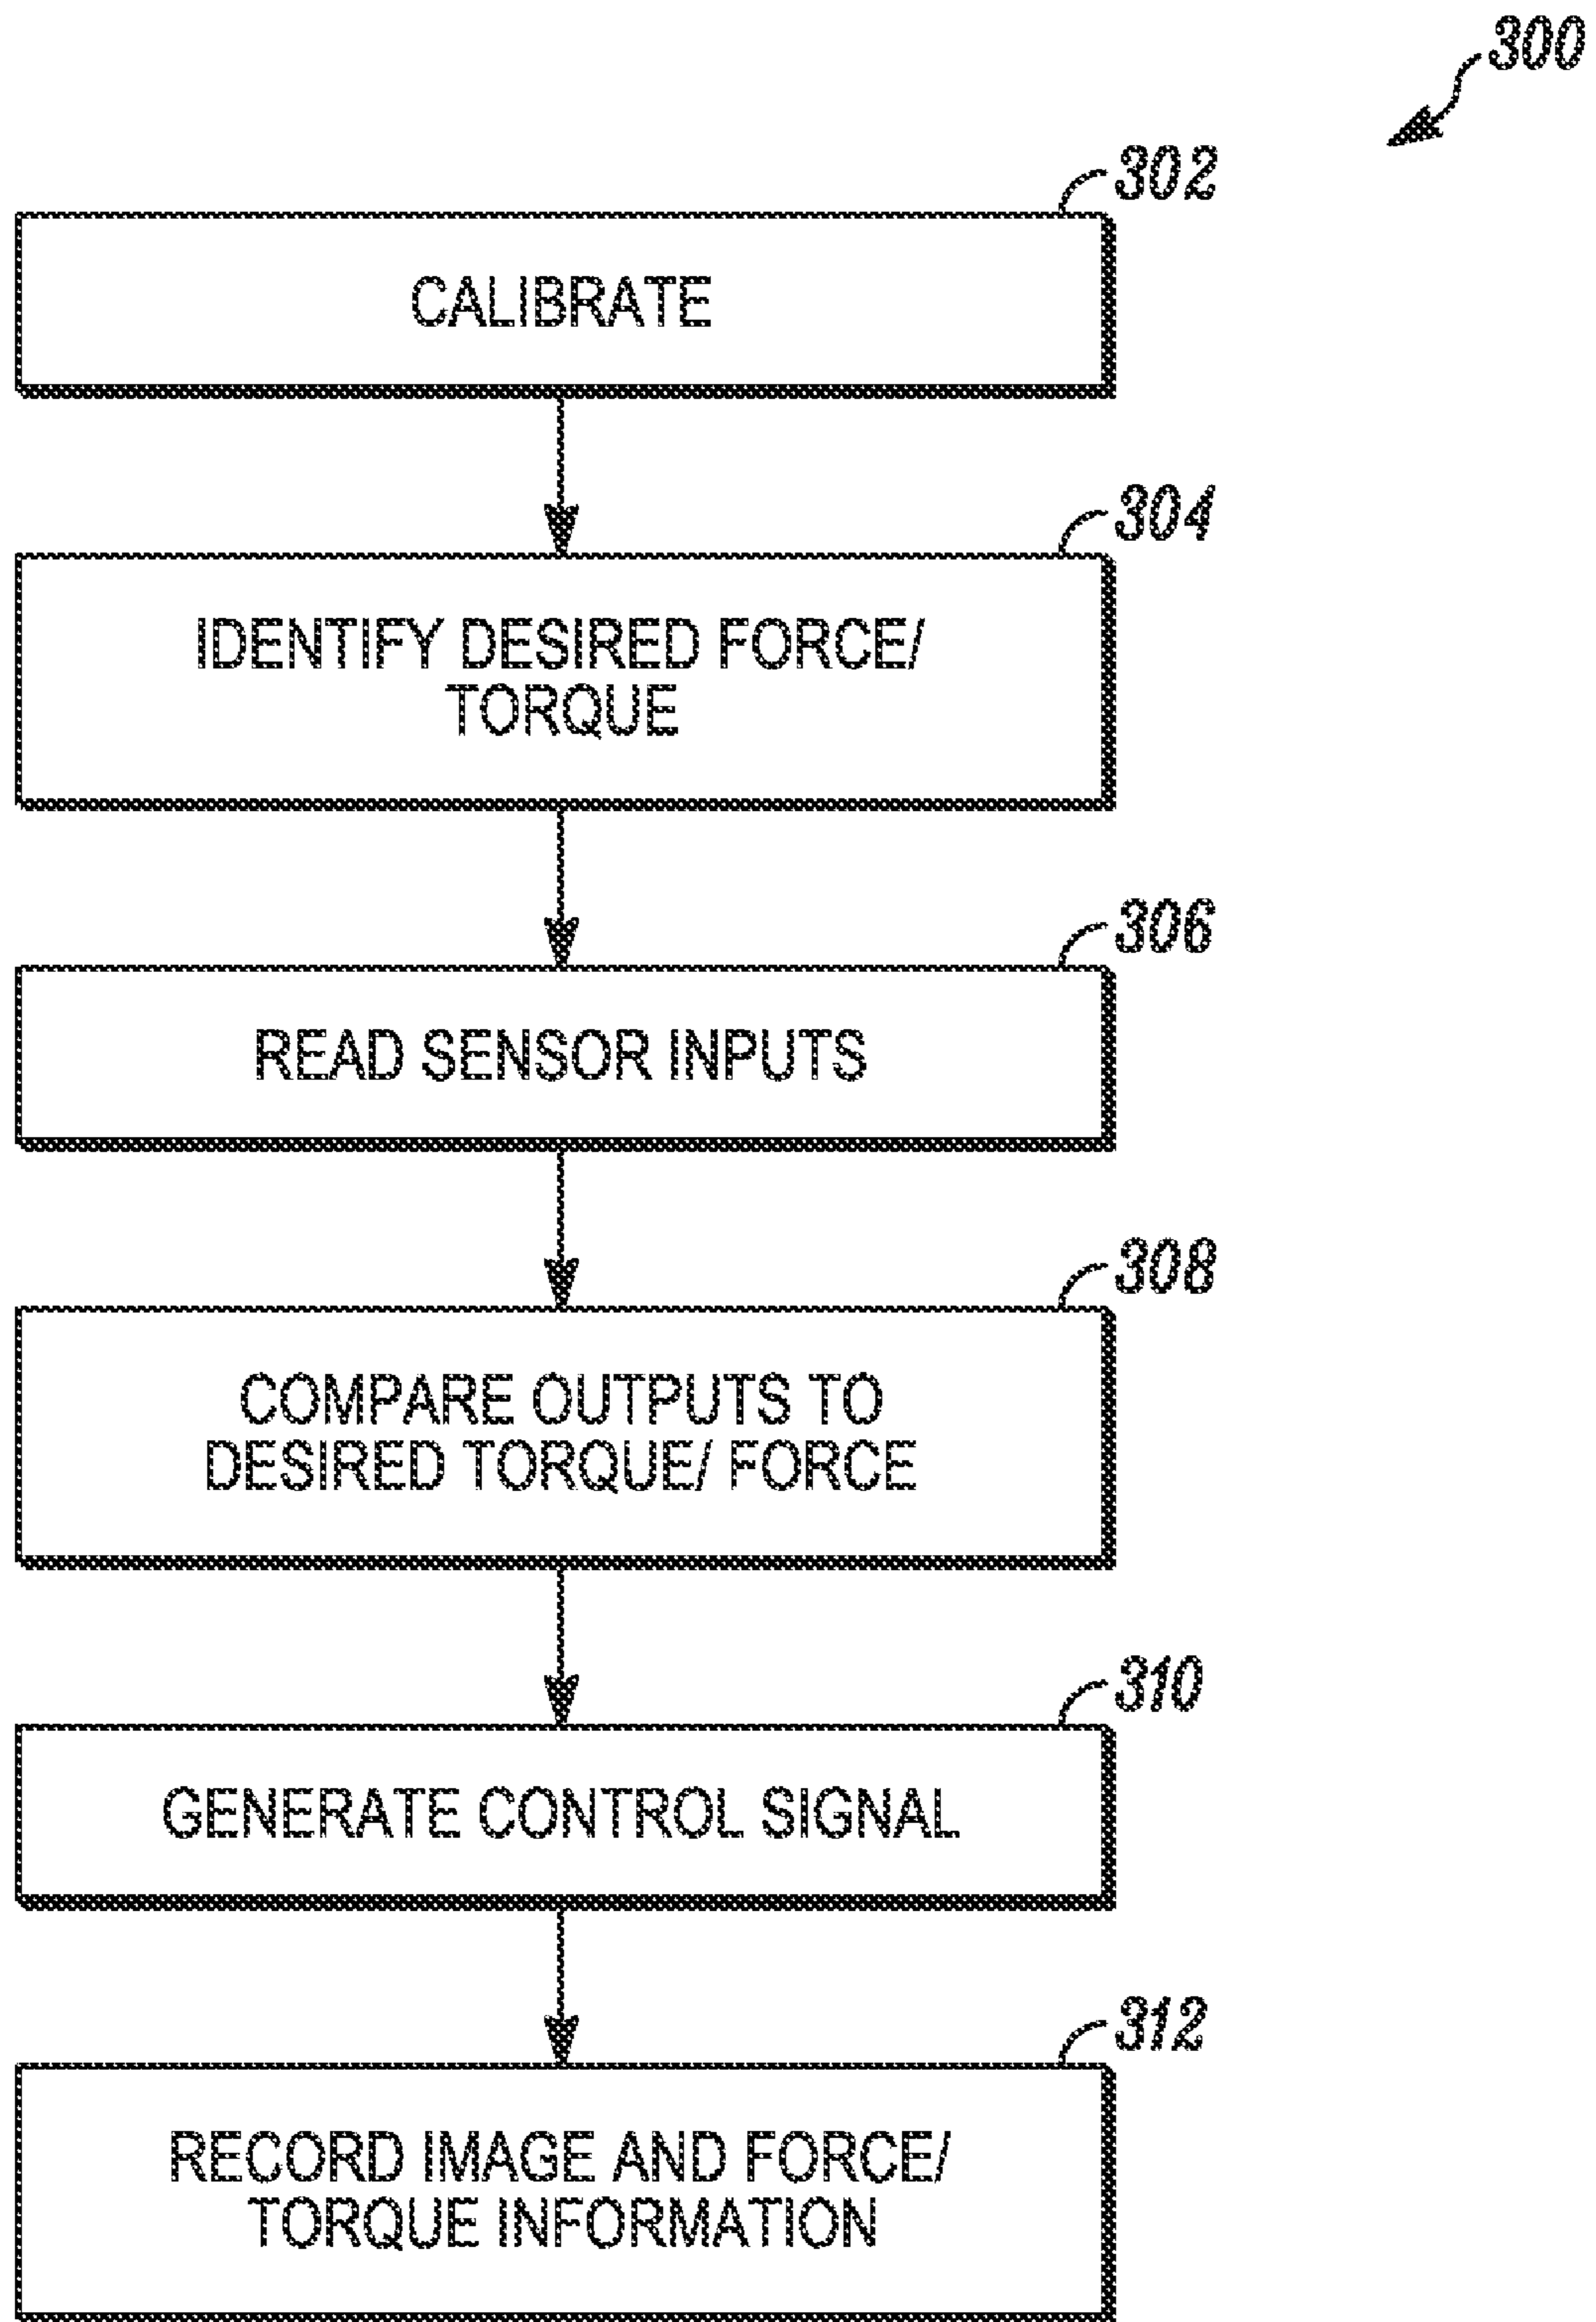 300
302
CALIBRATE
304
IDENTIFY DESIRED FORCE/
TORQUE
306
READ SENSOR INPUTS
308
COMPARE OUTPUTS TO
DESIRED TORQUE/ FORCE
310
GENERATE CONTROL SIGNAL
312
RECORD IMAGE AND FORCE/
TORQUE INFORMATION